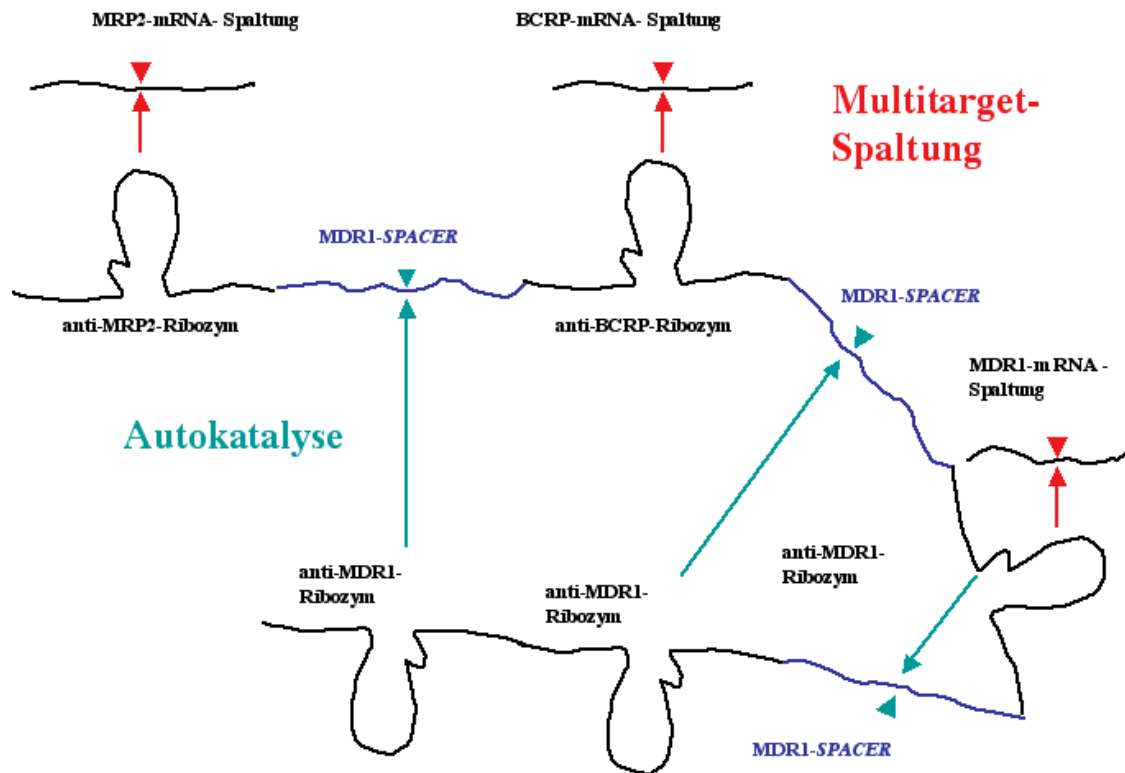 MRP2-mRNA- Spaltung
BCRP-mRNA- Spaltung
Multitarget-
Spaltung
MDR1-SPACER
anti-MRP2-Ribozym
anti-BCRP-Ribozym
MDR1-SPACER
MDR1-mRNA -
Spaltung
Autokatalyse
anti-MDR1-
Ribozym
anti-MDR1-
Ribozym
anti-MDR1-
Ribozym
MDR1-SPACER